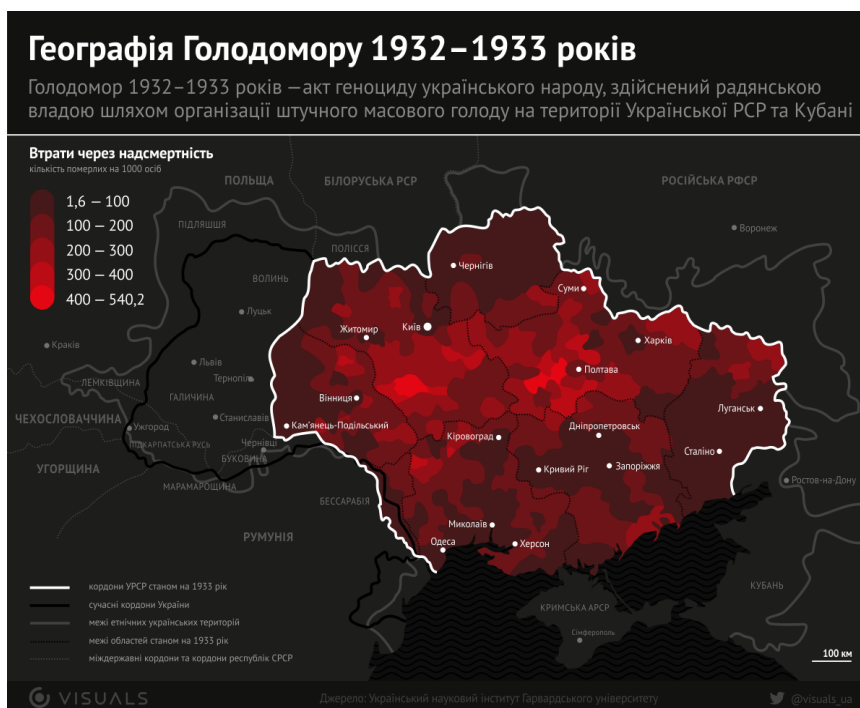 Географія Голодомору 1932–1933 років
Голодомор 1932–1933 років —акт геноциду українського народу, здійснений радянською
владою шляхом організації штучного масового голоду на території Української РСР та Кубані
Втрати через надсмертність
кількість померлих на 1000 осіб
1,6 — 100
100 — 200
200 — 300
300 — 400
400 — 540,2
ПОЛЬЩА
БІЛОРУСЬКА РСР
РОСІЙСЬКА РФСР
ПІДЛЯШШЯ
Воронеж
ПОЛІССЯ
Чернігів
ВОЛИНЬ
Суми
Луцьк
Житомир
Київ
Харків
Краків
Львів
Полтава
Тернопіль
ЛЕМКІВЩИНА
ГАЛИЧИНА
Вінниця
Луганськ
ЧЕХОСЛОВАЧЧИНА
Станиславів
Ужгород
Кам'янець-Подільський
Дніпропетровськ
ПІДКАРПАТСЬКА РУСЬ
Чернівці
Кіровоград
Сталіно
БУКОВИНА
УГОРЩИНА
Кривий Ріг
Запоріжжя
МАРАМОРОЩИНА
Ростов-на-Дону
БЕССАРАБІЯ
Миколаїв
РУМУНІЯ
Одеса
Херсон
КУБАНЬ
КРИМСЬКА АРСР
Сімферополь
кордони УРСР станом на 1933 рік
сучасні кордони України
межі етнічних українських територій
межі областей станом на 1933 рік
міждержавні кордони та кордони республік СРСР
100 км
VISUALS
Джерело: Український науковий інститут Гарвардського університету
@visuals_ua